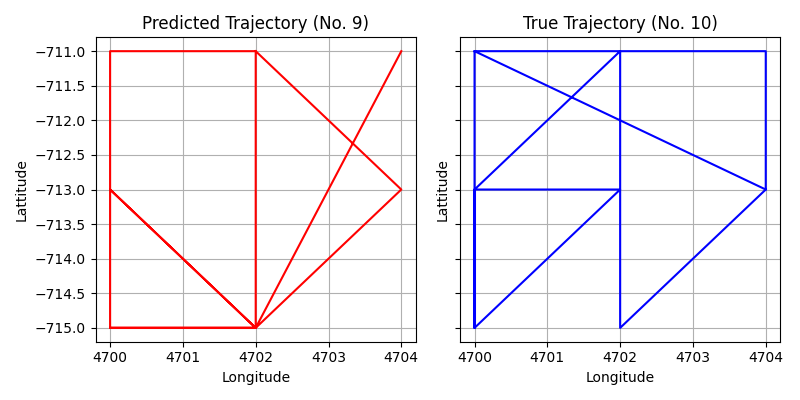 Predicted Trajectory (No. 9)
True Trajectory (No. 10)
−711.0
−711.5
−712.0
−712.5
−713.0
−713.5
−714.0
−714.5
−715.0
Lattitude
Lattitude
4700 4701 4702 4703 4704
4700 4701 4702 4703 4704
Longitude
Longitude